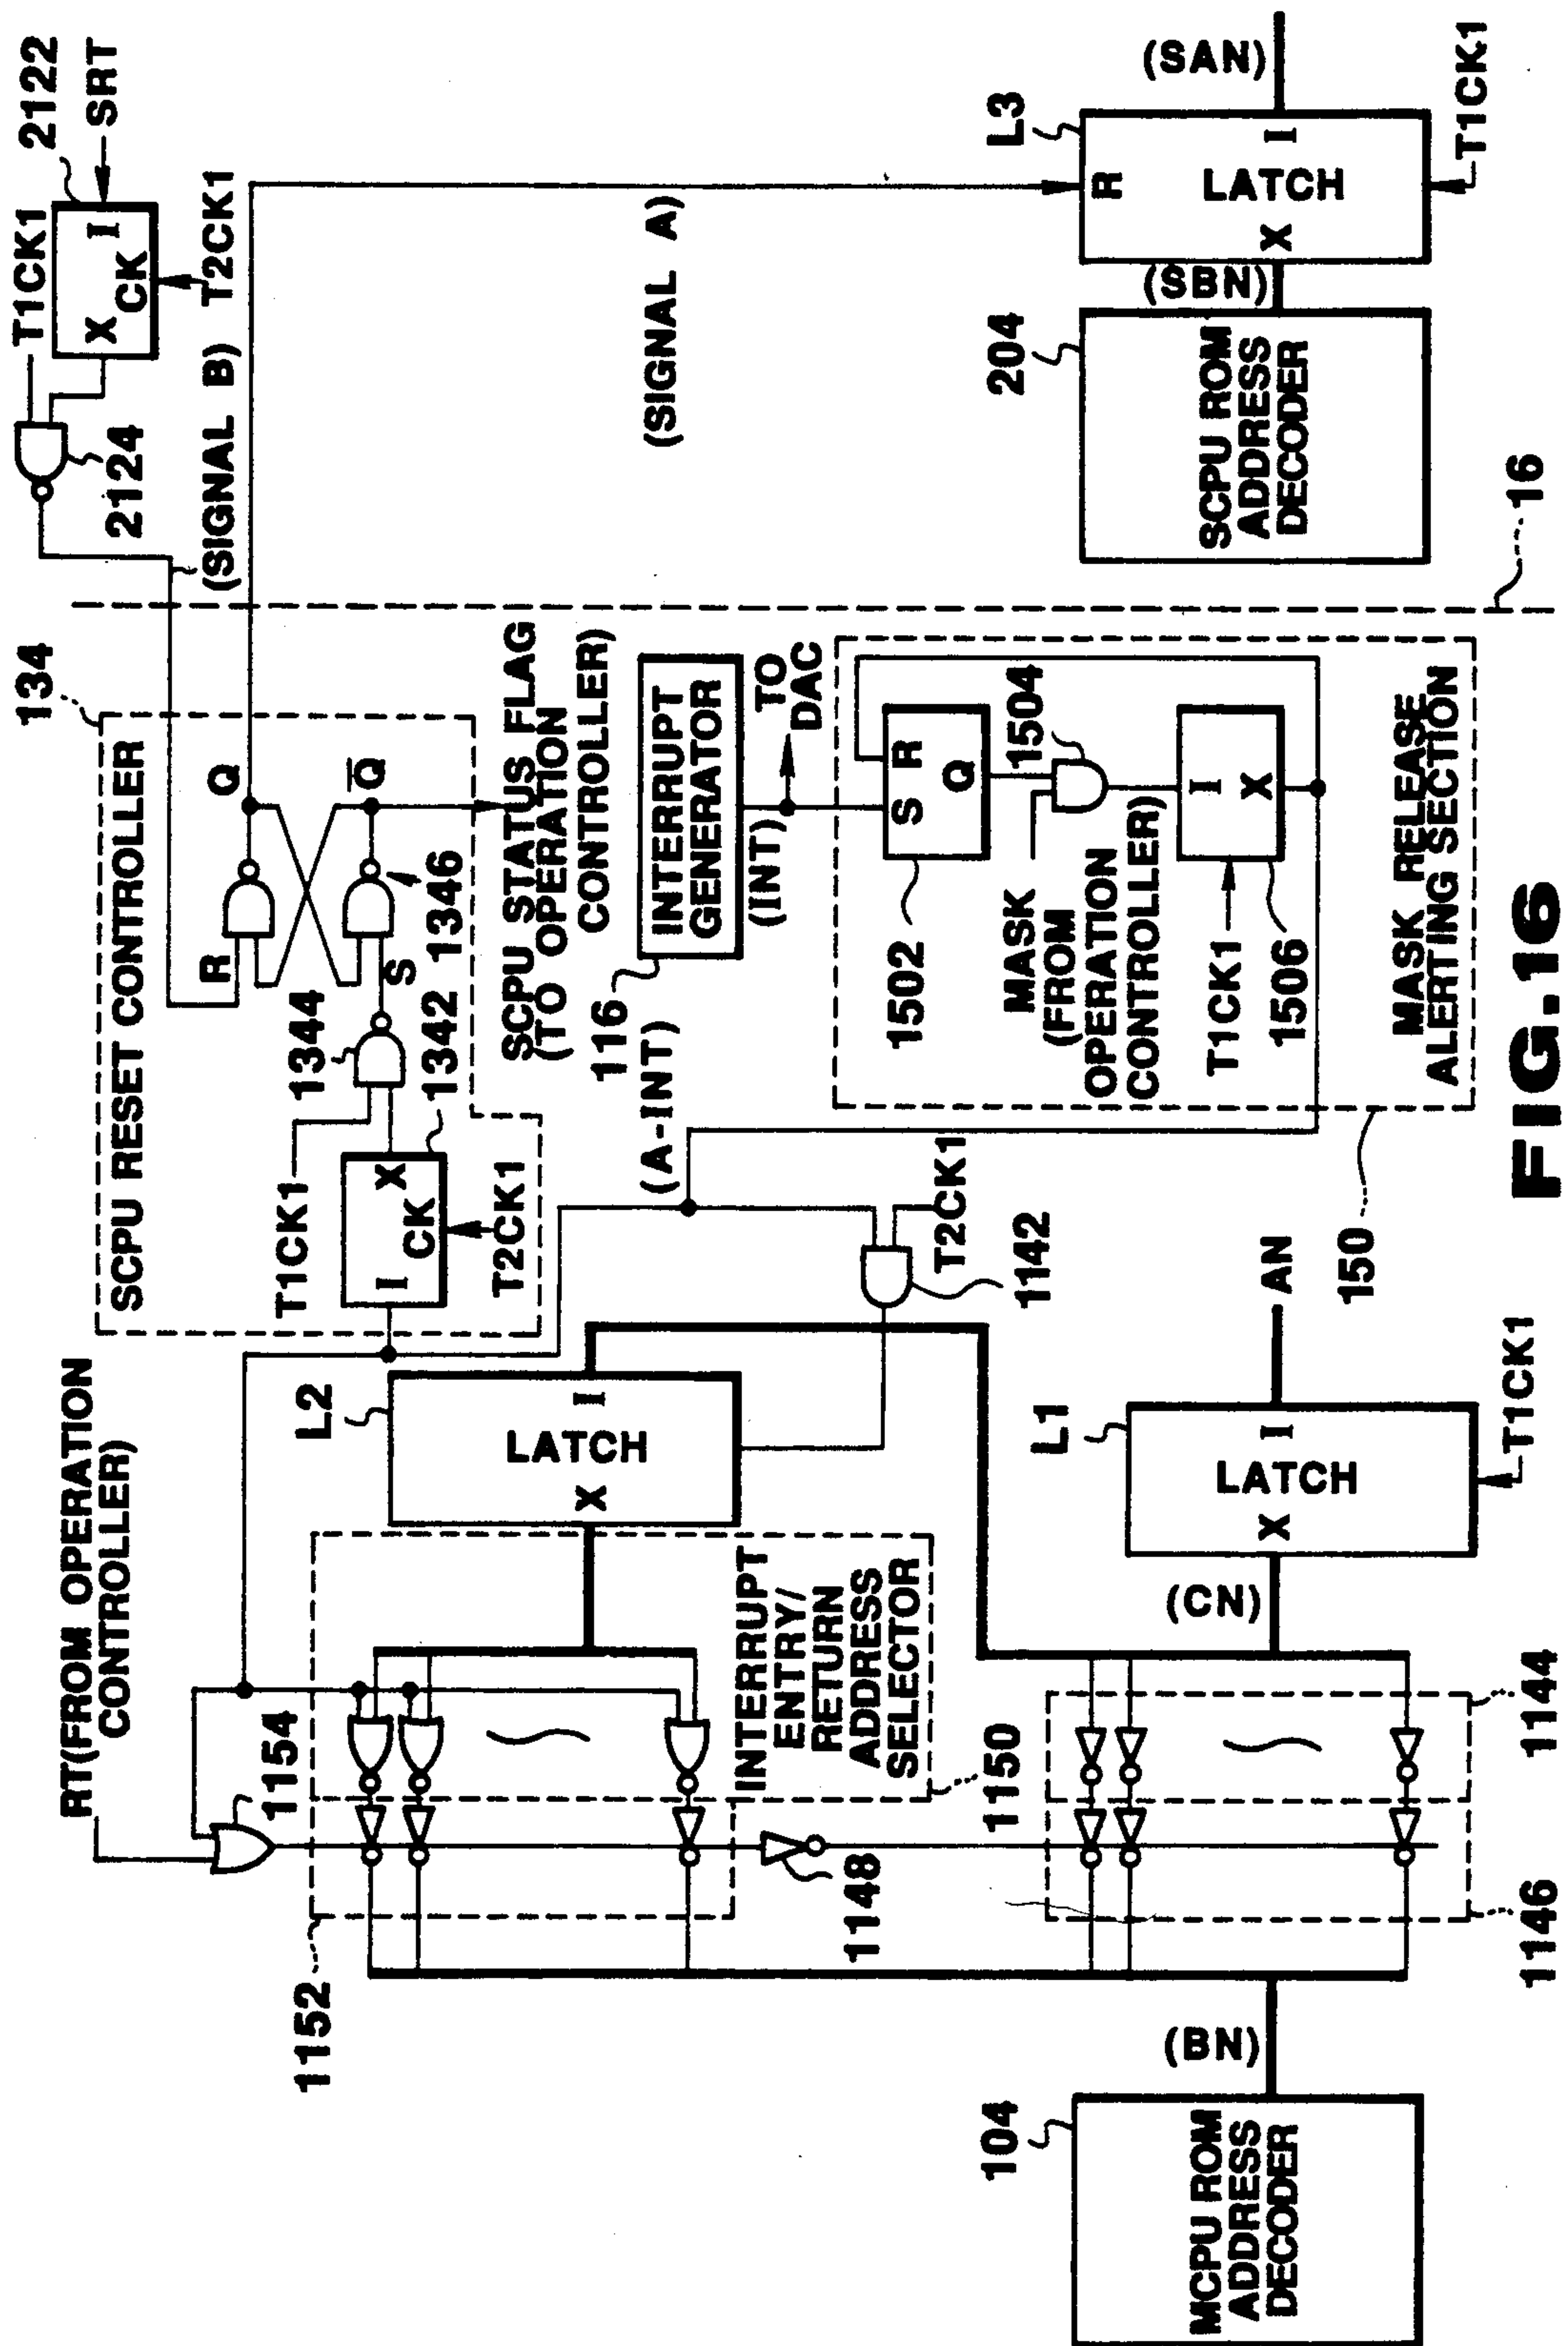 RT(FROM OPERATION
CONTROLLER)
1154
1152
1148
INTERRUPT
ENTRY/
RETURN
ADDRESS
SELECTOR
1150
L2
LATCH
X
I
(BN)
104
MCPU ROM
ADDRESS
DECODER
1144
1146
(CN)
L1
LATCH
X
I
T1CK1
AN
134
SCPU RESET CONTROLLER
T1CK1
1344
1342
I
X
CK
T2CK1
R
S
Q
Q̅
1346
SCPU STATUS FLAG
(TO OPERATION
CONTROLLER)
(A-INT)
T2CK1
1142
116
INTERRUPT
GENERATOR
(INT)
TO
DAC
1502
S
R
Q
1504
MASK
(FROM
OPERATION
CONTROLLER)
T1CK1
I
X
1506
MASK RELEASE
ALERTING SECTION
150
T1CK1
2122
X
I
CK
SRT
T2CK1
2124
(SIGNAL B)
(SIGNAL A)
204
SCPU ROM
ADDRESS
DECODER
(SBN)
L3
R
LATCH
X
I
(SAN)
T1CK1
16
FIG.16